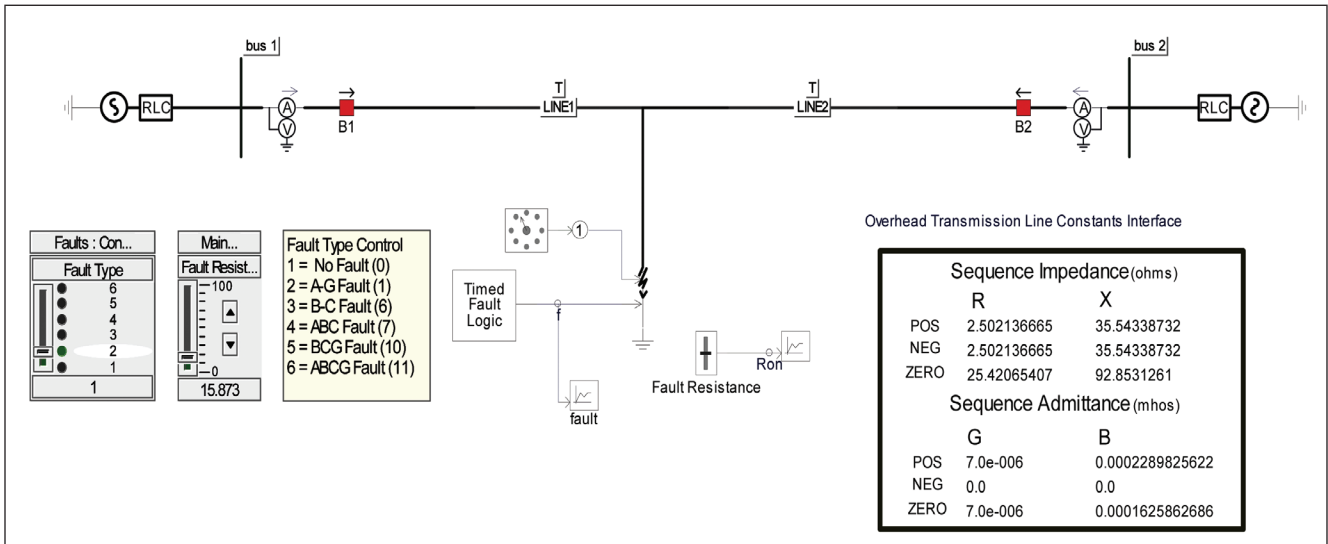 bus 1
bus 2
RLC
A
V
B1
T
LINE1
T
LINE2
B2
A
V
RLC
Faults : Con...
Fault Type
6
5
4
3
2
1
1
Main...
Fault Resist...
100
0
15.873
Fault Type Control
1 = No Fault (0)
2 = A-G Fault (1)
3 = B-C Fault (6)
4 = ABC Fault (7)
5 = BCG Fault (10)
6 = ABCG Fault (11)
1
Timed
Fault
Logic
f
fault
Ron
Fault Resistance
Overhead Transmission Line Constants Interface
Sequence Impedance (ohms)
R X
POS 2.502136665 35.54338732
NEG 2.502136665 35.54338732
ZERO 25.42065407 92.8531261
Sequence Admittance (mhos)
G B
POS 7.0e-006 0.0002289825622
NEG 0.0 0.0
ZERO 7.0e-006 0.0001625862686